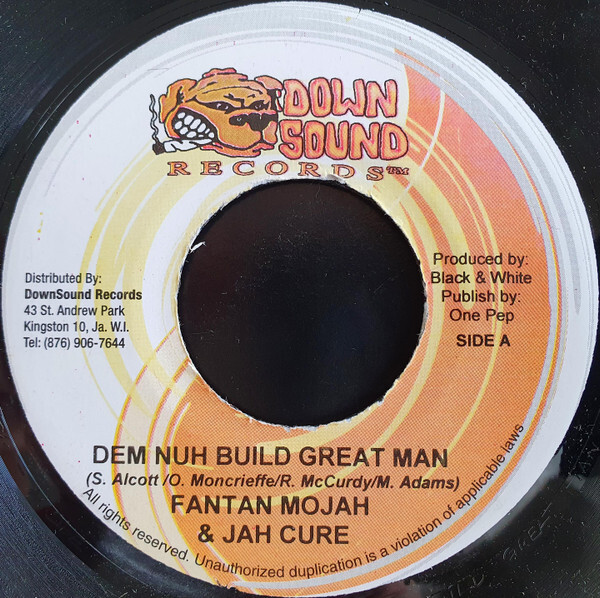 DOWN
SOUND
RECORDS™
Distributed By:
DownSound Records
43 St. Andrew Park
Kingston 10, Ja. W.I.
Tel: (876) 906-7644
Produced by:
Black & White
Publish by:
One Pep
SIDE A
DEM NUH BUILD GREAT MAN
(S. Alcott /O. Moncrieffe/R. McCurdy/M. Adams)
FANTAN MOJAH
& JAH CURE
All rights reserved. Unauthorized duplication is a violation of applicable laws